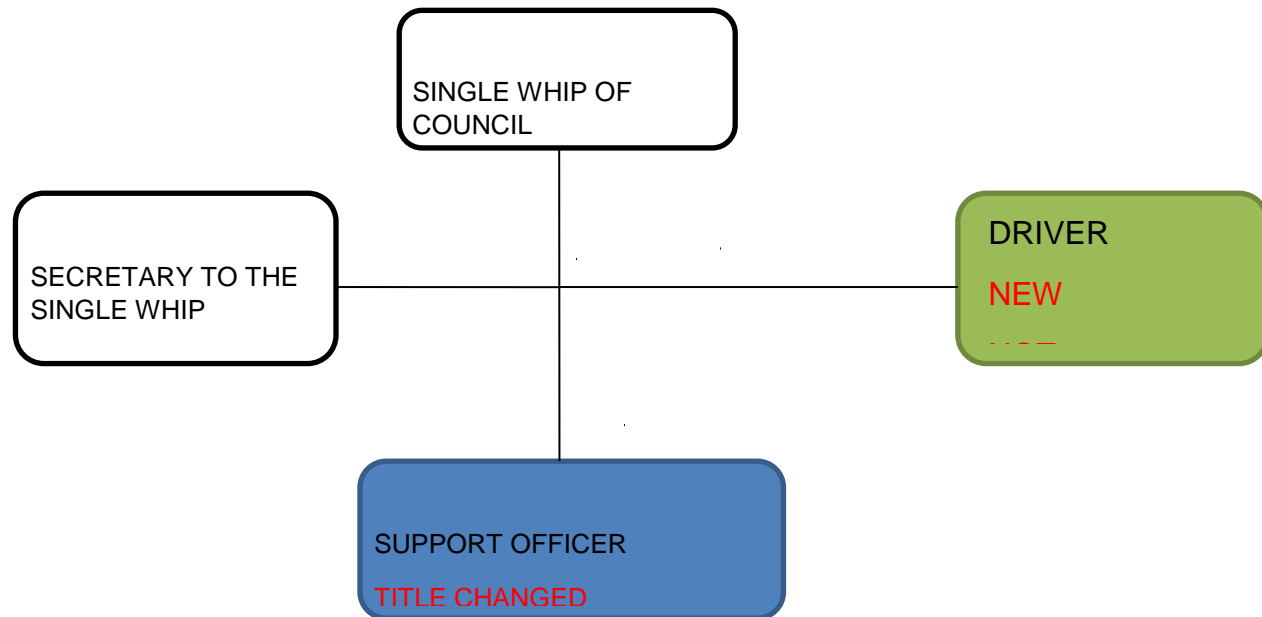 SINGLE WHIP OF
COUNCIL
SECRETARY TO THE
SINGLE WHIP
DRIVER
NEW
SUPPORT OFFICER
TITLE CHANGED